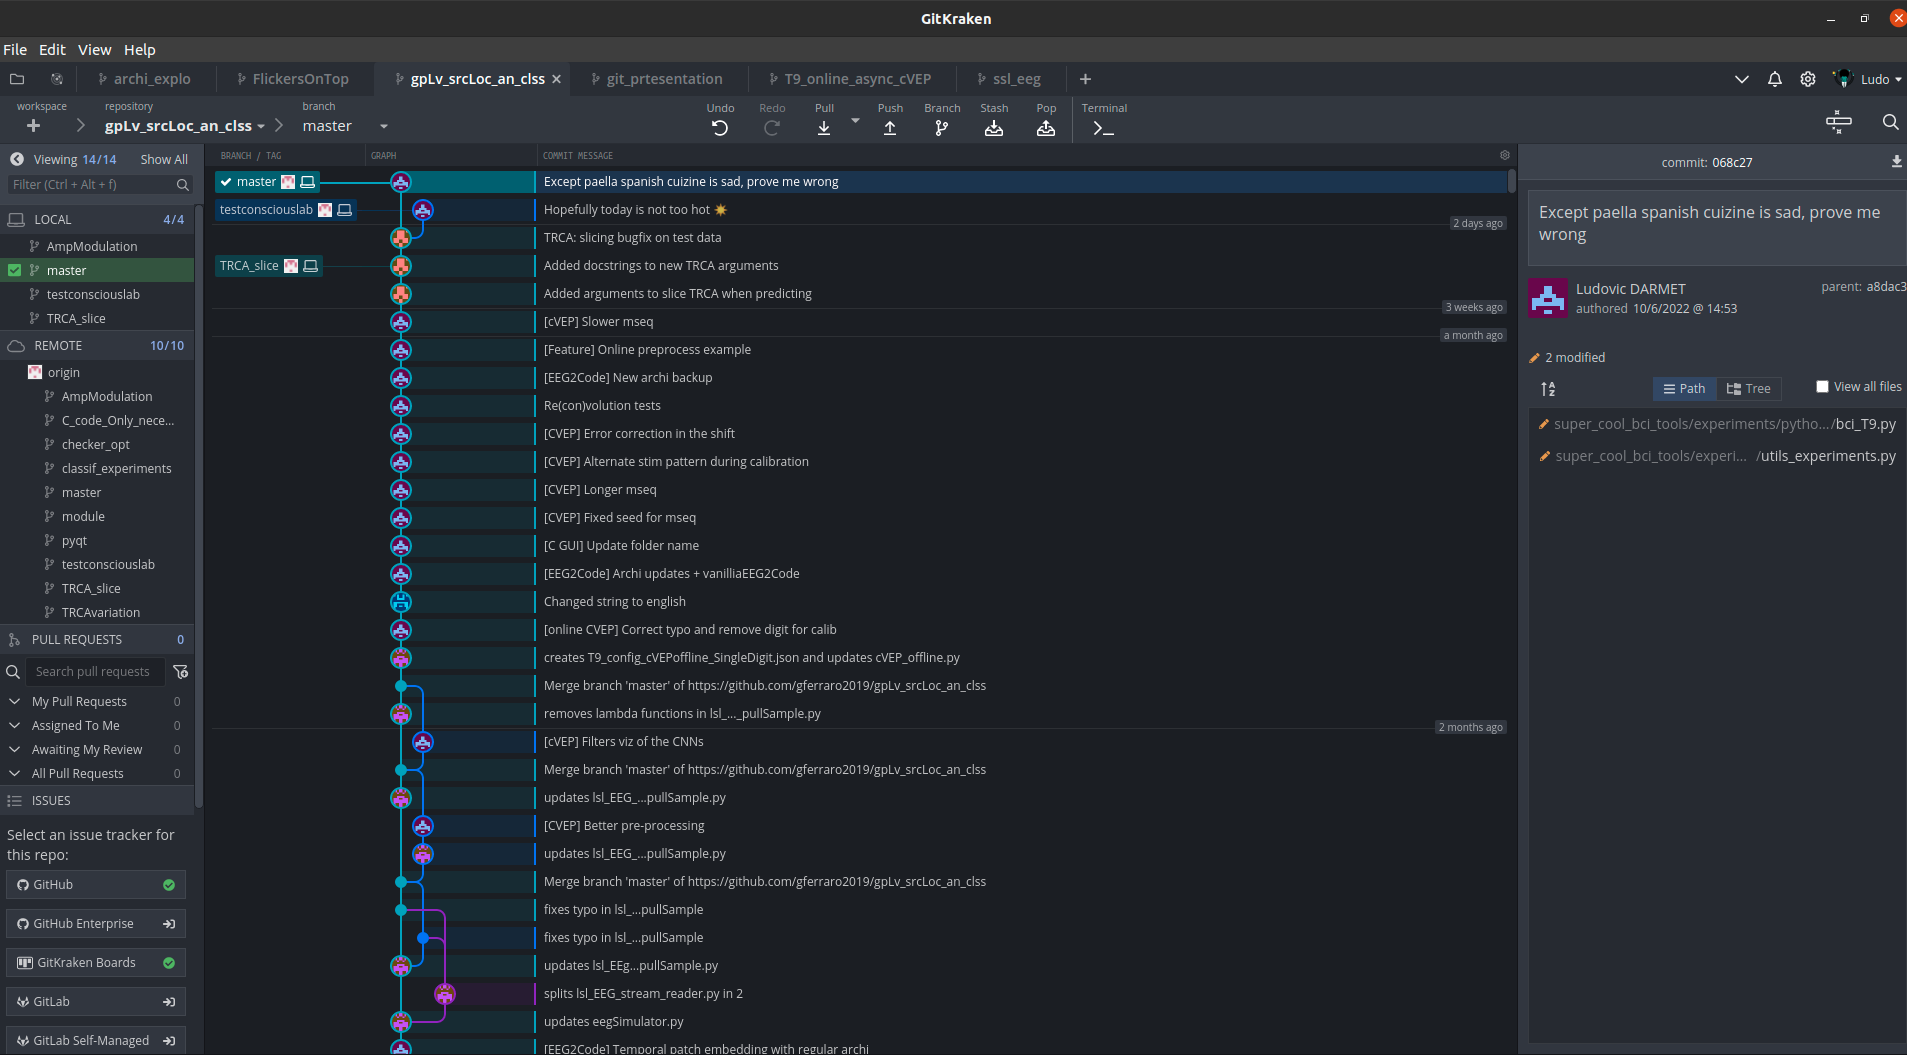 GitKraken
File Edit View Help
archi_explo FlickersOnTop gpLv_srcLoc_an_clss git_prtesentation T9_online_async_cVEP ssl_eeg Ludo
workspace repository branch
gpLv_srcLoc_an_clss master
Undo Redo Pull Push Branch Stash Pop Terminal
Viewing 14/14 Show All
Filter (Ctrl + Alt + f)
LOCAL 4/4
AmpModulation
master
testconsciouslab
TRCA_slice
REMOTE 10/10
origin
AmpModulation
C_code_Only_nece...
checker_opt
classif_experiments
master
module
pyqt
testconsciouslab
TRCA_slice
TRCAvariation
PULL REQUESTS 0
Search pull requests
My Pull Requests 0
Assigned To Me 0
Awaiting My Review 0
All Pull Requests 0
ISSUES
Select an issue tracker for
this repo:
GitHub
GitHub Enterprise
GitKraken Boards
GitLab
GitLab Self-Managed
BRANCH / TAG GRAPH COMMIT MESSAGE
master Except paella spanish cuizine is sad, prove me wrong
testconsciouslab Hopefully today is not too hot
2 days ago
TRCA: slicing bugfix on test data
TRCA_slice Added docstrings to new TRCA arguments
Added arguments to slice TRCA when predicting
3 weeks ago
[cVEP] Slower mseq
a month ago
[Feature] Online preprocess example
[EEG2Code] New archi backup
Re(con)volution tests
[CVEP] Error correction in the shift
[CVEP] Alternate stim pattern during calibration
[CVEP] Longer mseq
[CVEP] Fixed seed for mseq
[C GUI] Update folder name
[EEG2Code] Archi updates + vanilliaEEG2Code
Changed string to english
[online CVEP] Correct typo and remove digit for calib
creates T9_config_cVEPoffline_SingleDigit.json and updates cVEP_offline.py
Merge branch 'master' of https://github.com/gferraro2019/gpLv_srcLoc_an_clss
removes lambda functions in lsl_..._pullSample.py
2 months ago
[cVEP] Filters viz of the CNNs
Merge branch 'master' of https://github.com/gferraro2019/gpLv_srcLoc_an_clss
updates lsl_EEG_...pullSample.py
[CVEP] Better pre-processing
updates lsl_EEG_...pullSample.py
Merge branch 'master' of https://github.com/gferraro2019/gpLv_srcLoc_an_clss
fixes typo in lsl_...pullSample
fixes typo in lsl_...pullSample
updates lsl_EEg...pullSample.py
splits lsl_EEG_stream_reader.py in 2
updates eegSimulator.py
[EEG2Code] Temporal patch embedding with regular archi
commit: 068c27
Except paella spanish cuizine is sad, prove me
wrong
Ludovic DARMET parent: a8dac3
authored 10/6/2022 @ 14:53
2 modified
Path Tree View all files
super_cool_bci_tools/experiments/pytho.../bci_T9.py
super_cool_bci_tools/experi... /utils_experiments.py